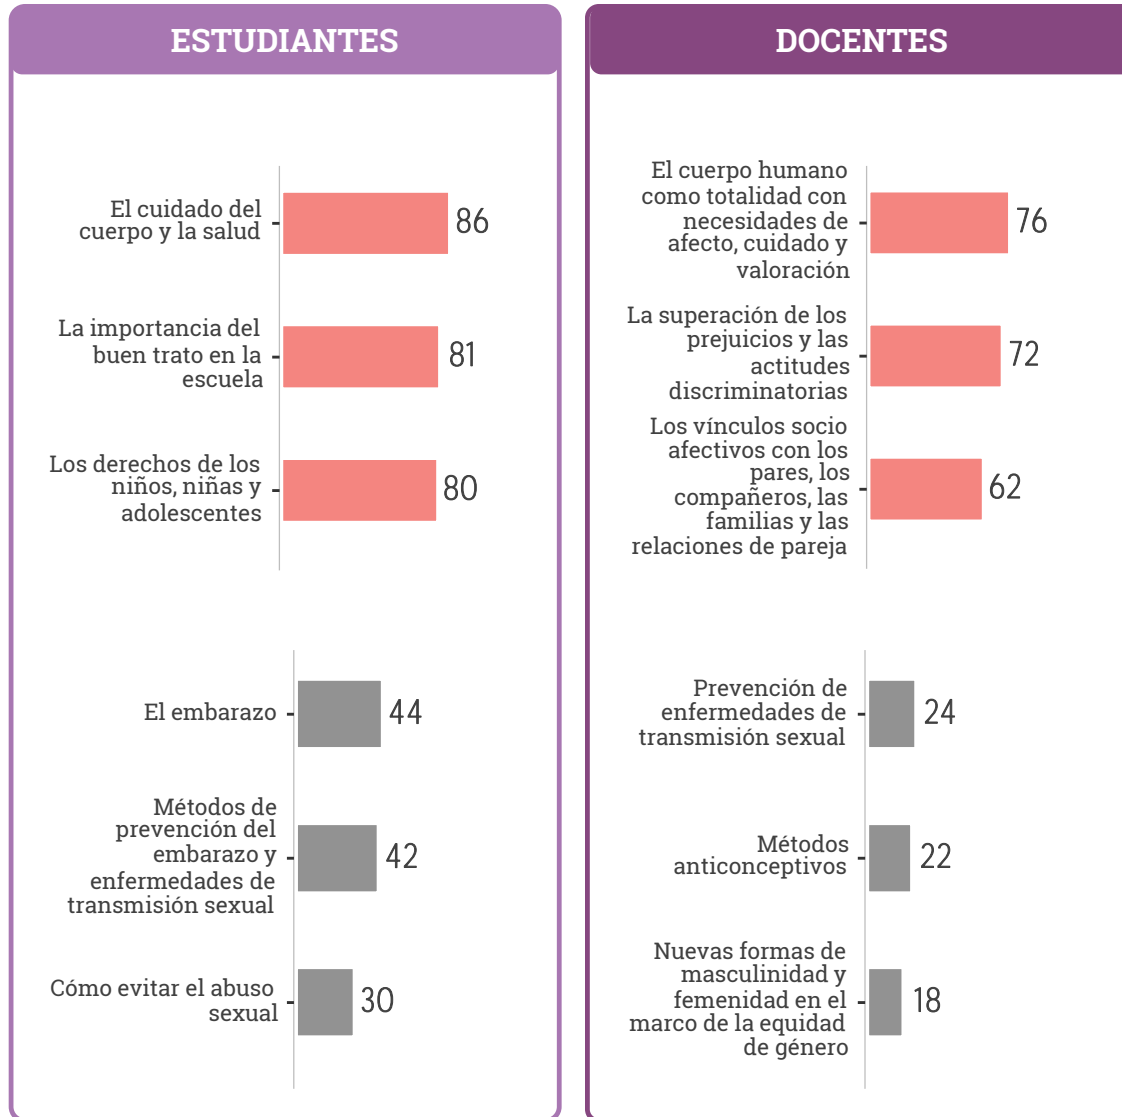 ESTUDIANTES
El cuidado del
cuerpo y la salud
86
La importancia del
buen trato en la
escuela
81
Los derechos de los
niños, niñas y
adolescentes
80
El embarazo
44
Métodos de
prevención del
embarazo y
enfermedades de
transmisión sexual
42
Cómo evitar el abuso
sexual
30
DOCENTES
El cuerpo humano
como totalidad con
necesidades de
afecto, cuidado y
valoración
76
La superación de los
prejuicios y las
actitudes
discriminatorias
72
Los vínculos socio
afectivos con los
pares, los
compañeros, las
familias y las
relaciones de pareja
62
Prevención de
enfermedades de
transmisión sexual
24
Métodos
anticonceptivos
22
Nuevas formas de
masculinidad y
femenidad en el
marco de la equidad
de género
18